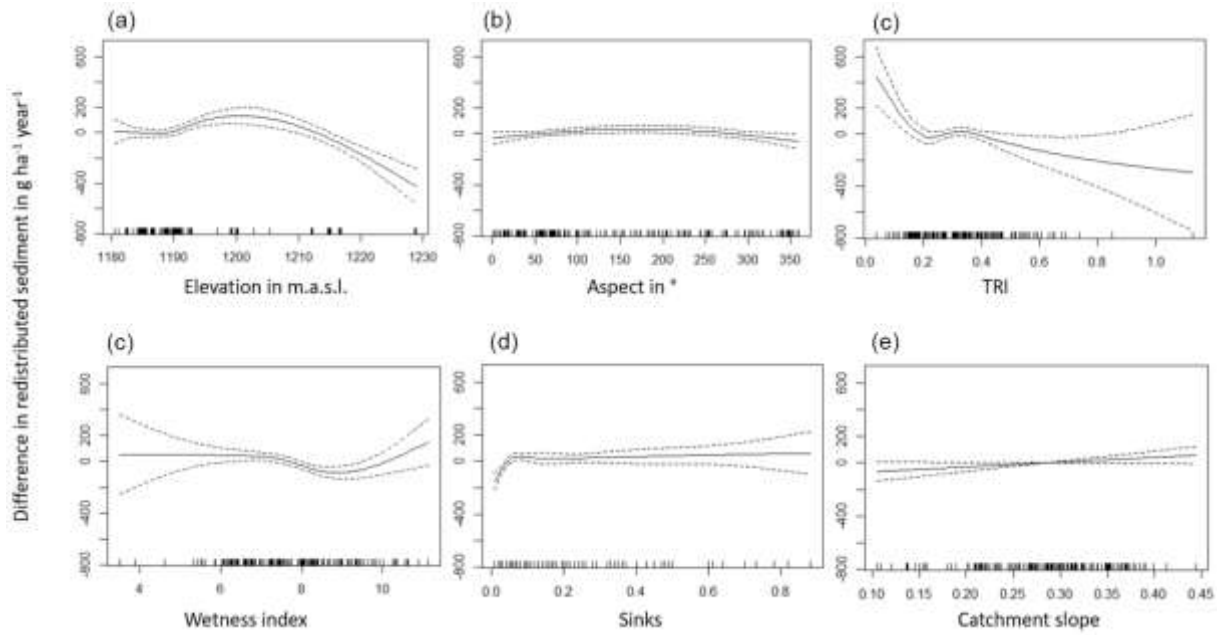 (a)
(b)
(c)
Difference in redistributed sediment in g ha⁻¹ year⁻¹
600
200
0
-400
-800
1180 1190 1200 1210 1220 1230
Elevation in m.a.s.l.
600
200
0
-400
-800
0 50 100 150 200 250 300 350
Aspect in °
600
200
0
-400
-800
0.0 0.2 0.4 0.6 0.8 1.0
TRI
(c)
(d)
(e)
600
200
0
-400
-800
4 6 8 10
Wetness index
600
200
0
-400
-800
0.0 0.2 0.4 0.6 0.8
Sinks
600
200
0
-400
-800
0.10 0.15 0.20 0.25 0.30 0.35 0.40 0.45
Catchment slope